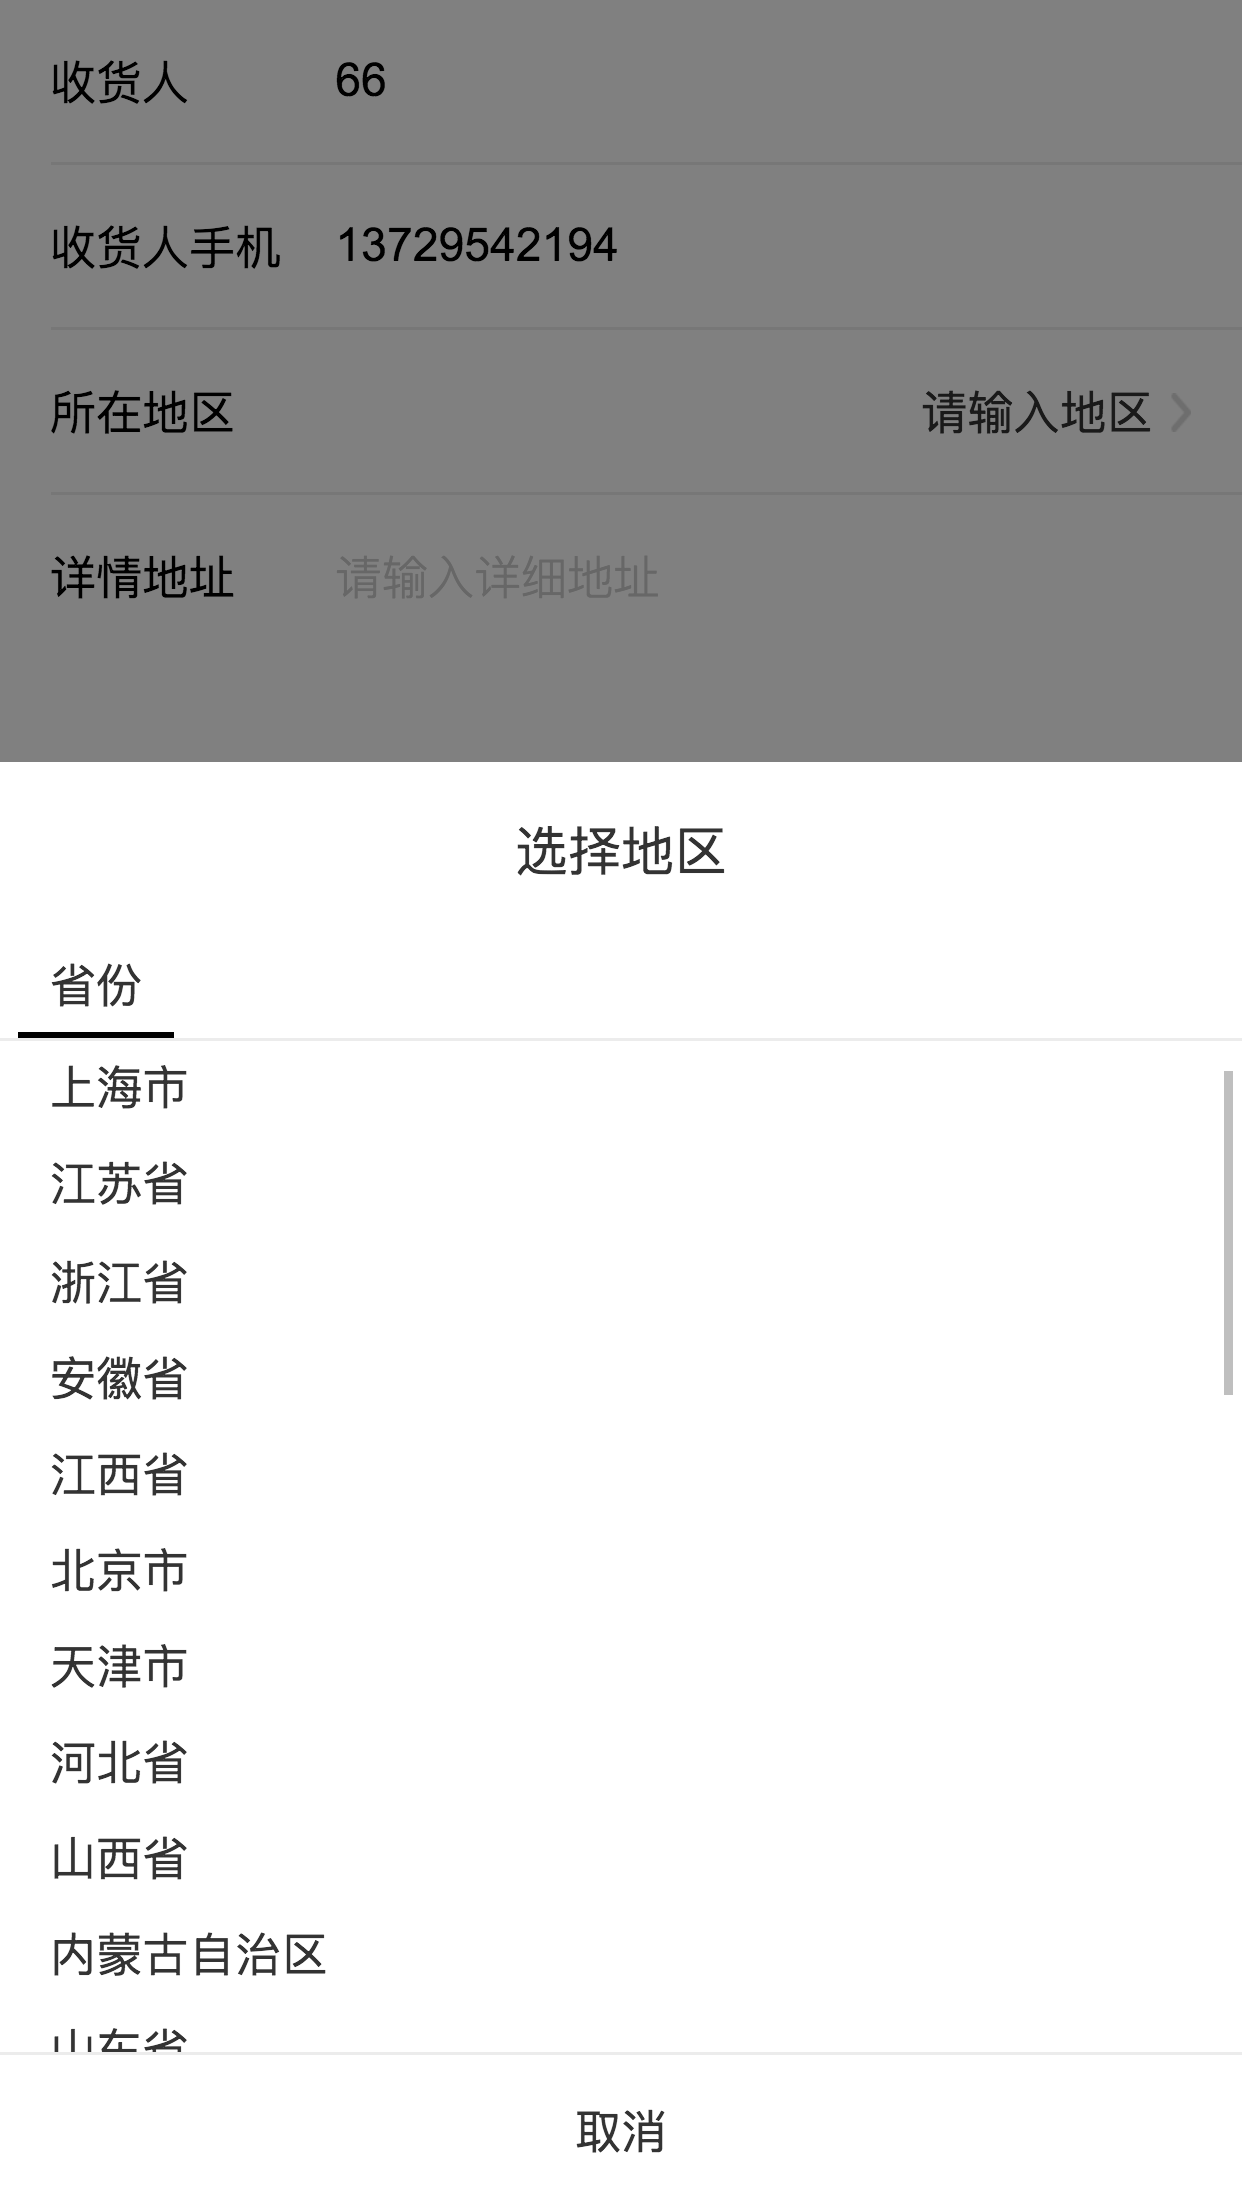 收货人 66
收货人手机 13729542194
所在地区 请输入地区
详情地址 请输入详细地址
选择地区
省份
上海市
江苏省
浙江省
安徽省
江西省
北京市
天津市
河北省
山西省
内蒙古自治区
山东省
取消